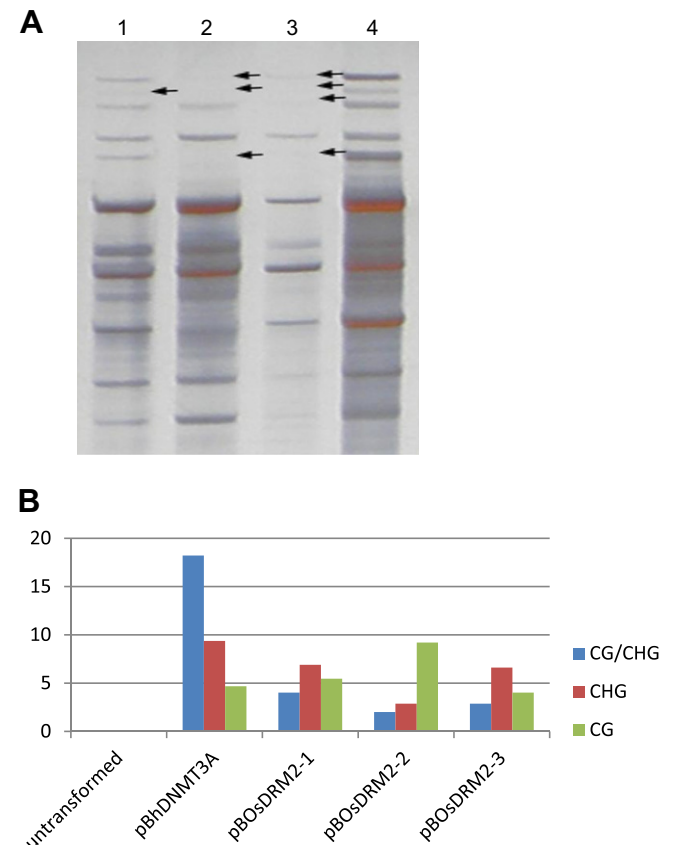 A
1 2 3 4
B
20
15
10
5
0
CG/CHG
CHG
CG
untransformed
pBhDNMT3A
pBOsDRM2-1
pBOsDRM2-2
pBOsDRM2-3